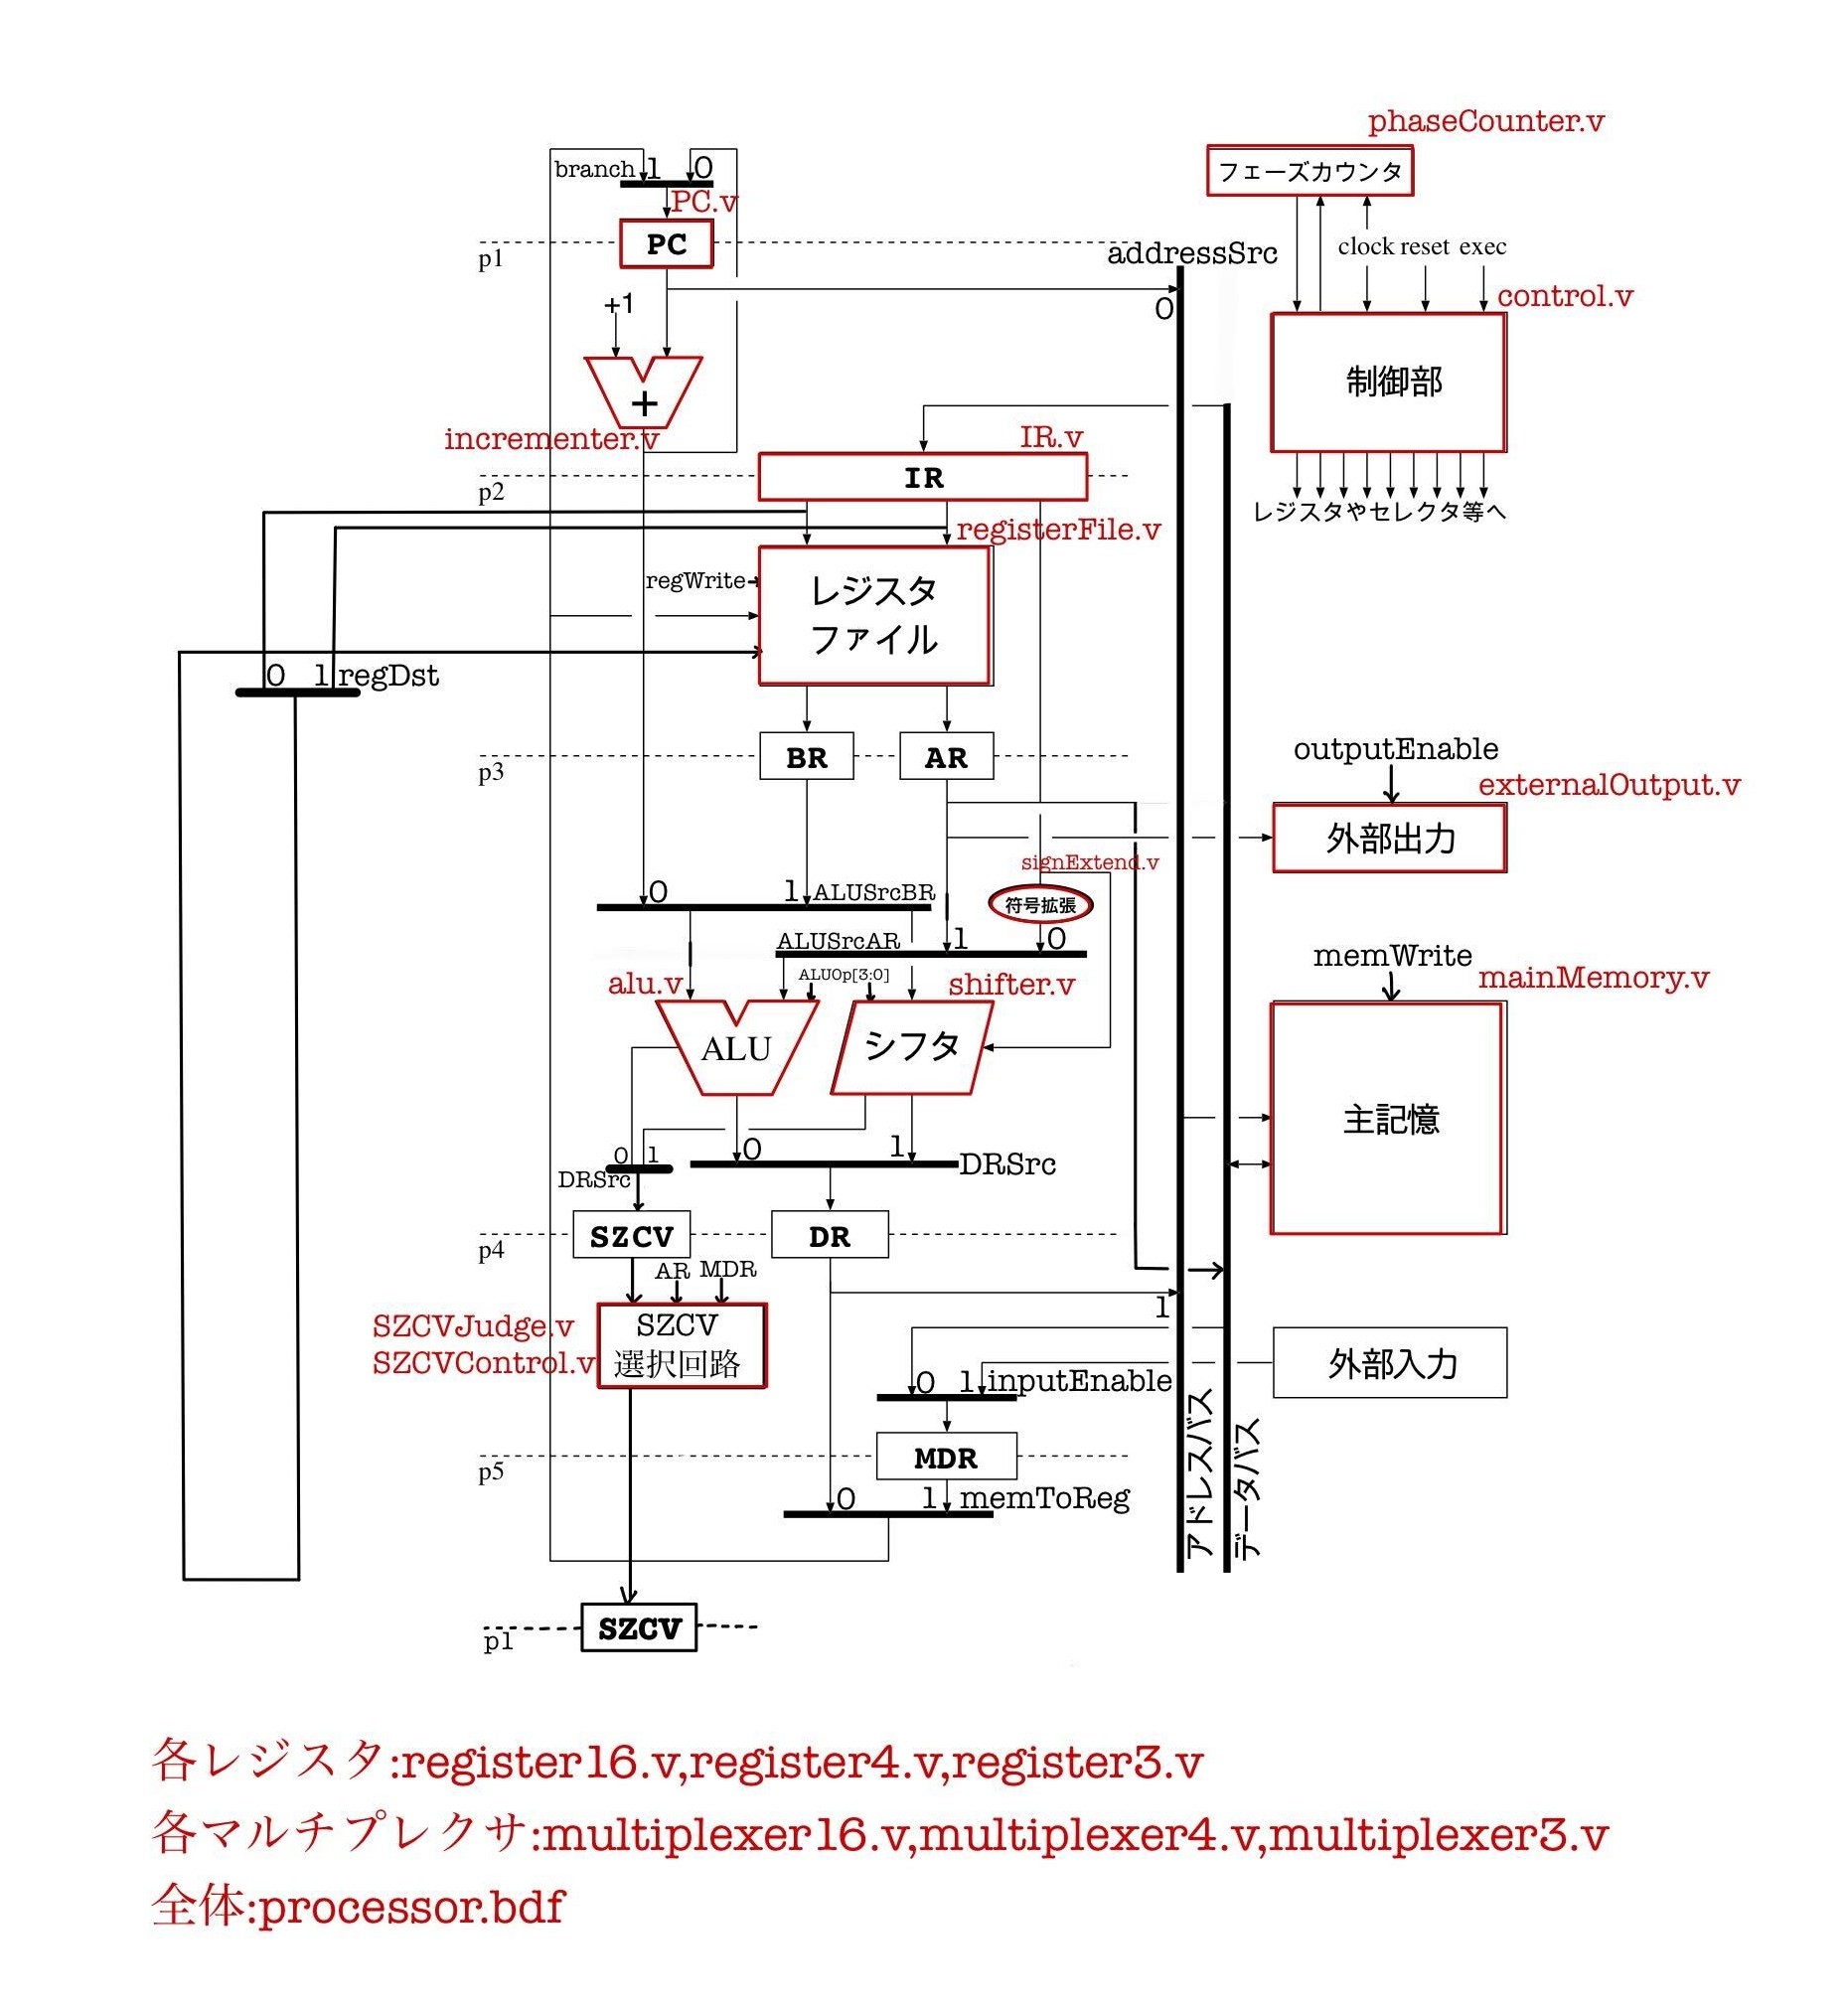 phaseCounter.v
フェーズカウンタ
branch 1 0
PC.v
PC
p1
addressSrc
0
clock reset exec
control.v
+1
制御部
+
incrementer.v
IR.v
IR
p2
レジスタやセレクタ等へ
registerFile.v
regWrite
レジスタ
ファイル
0 1 regDst
BR
AR
p3
outputEnable
externalOutput.v
外部出力
signExtend.v
0 1 ALUSrcBR
符号拡張
ALUSrcAR 1 0
ALUOp[3:0]
alu.v
shifter.v
memWrite
mainMemory.v
ALU
シフタ
主記憶
0 1
DRSrc
0 1 DRSrc
SZCV
DR
p4
AR MDR
SZCVJudge.v
SZCVControl.v
SZCV
選択回路
1
外部入力
0 1 inputEnable
アドレスバス
データバス
MDR
p5
0 1 memToReg
SZCV
p1
各レジスタ:register16.v,register4.v,register3.v
各マルチプレクサ:multiplexer16.v,multiplexer4.v,multiplexer3.v
全体:processor.bdf